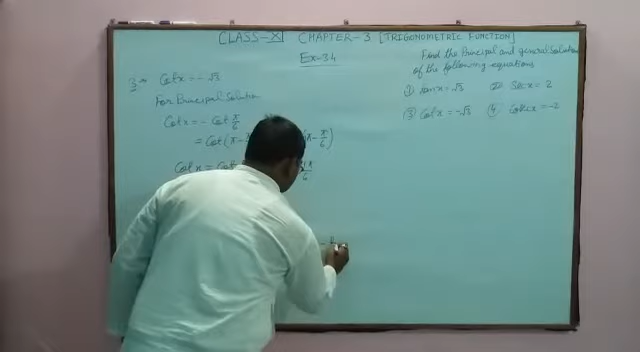 CLASS-XI CHAPTER-3 [TRIGONOMETRIC FUNCTION]
Ex-3.4
Find the Principal and general Solutions
of the following equations
① tan x = √3 ② Sec x = 2
③ Cot x = -√3 ④ Cosec x = -2
3→ Cot x = -√3
For Principal Solution
Cot x = - Cot π/6
= Cot(π - π - π/6)
Cot x = Cot π/6